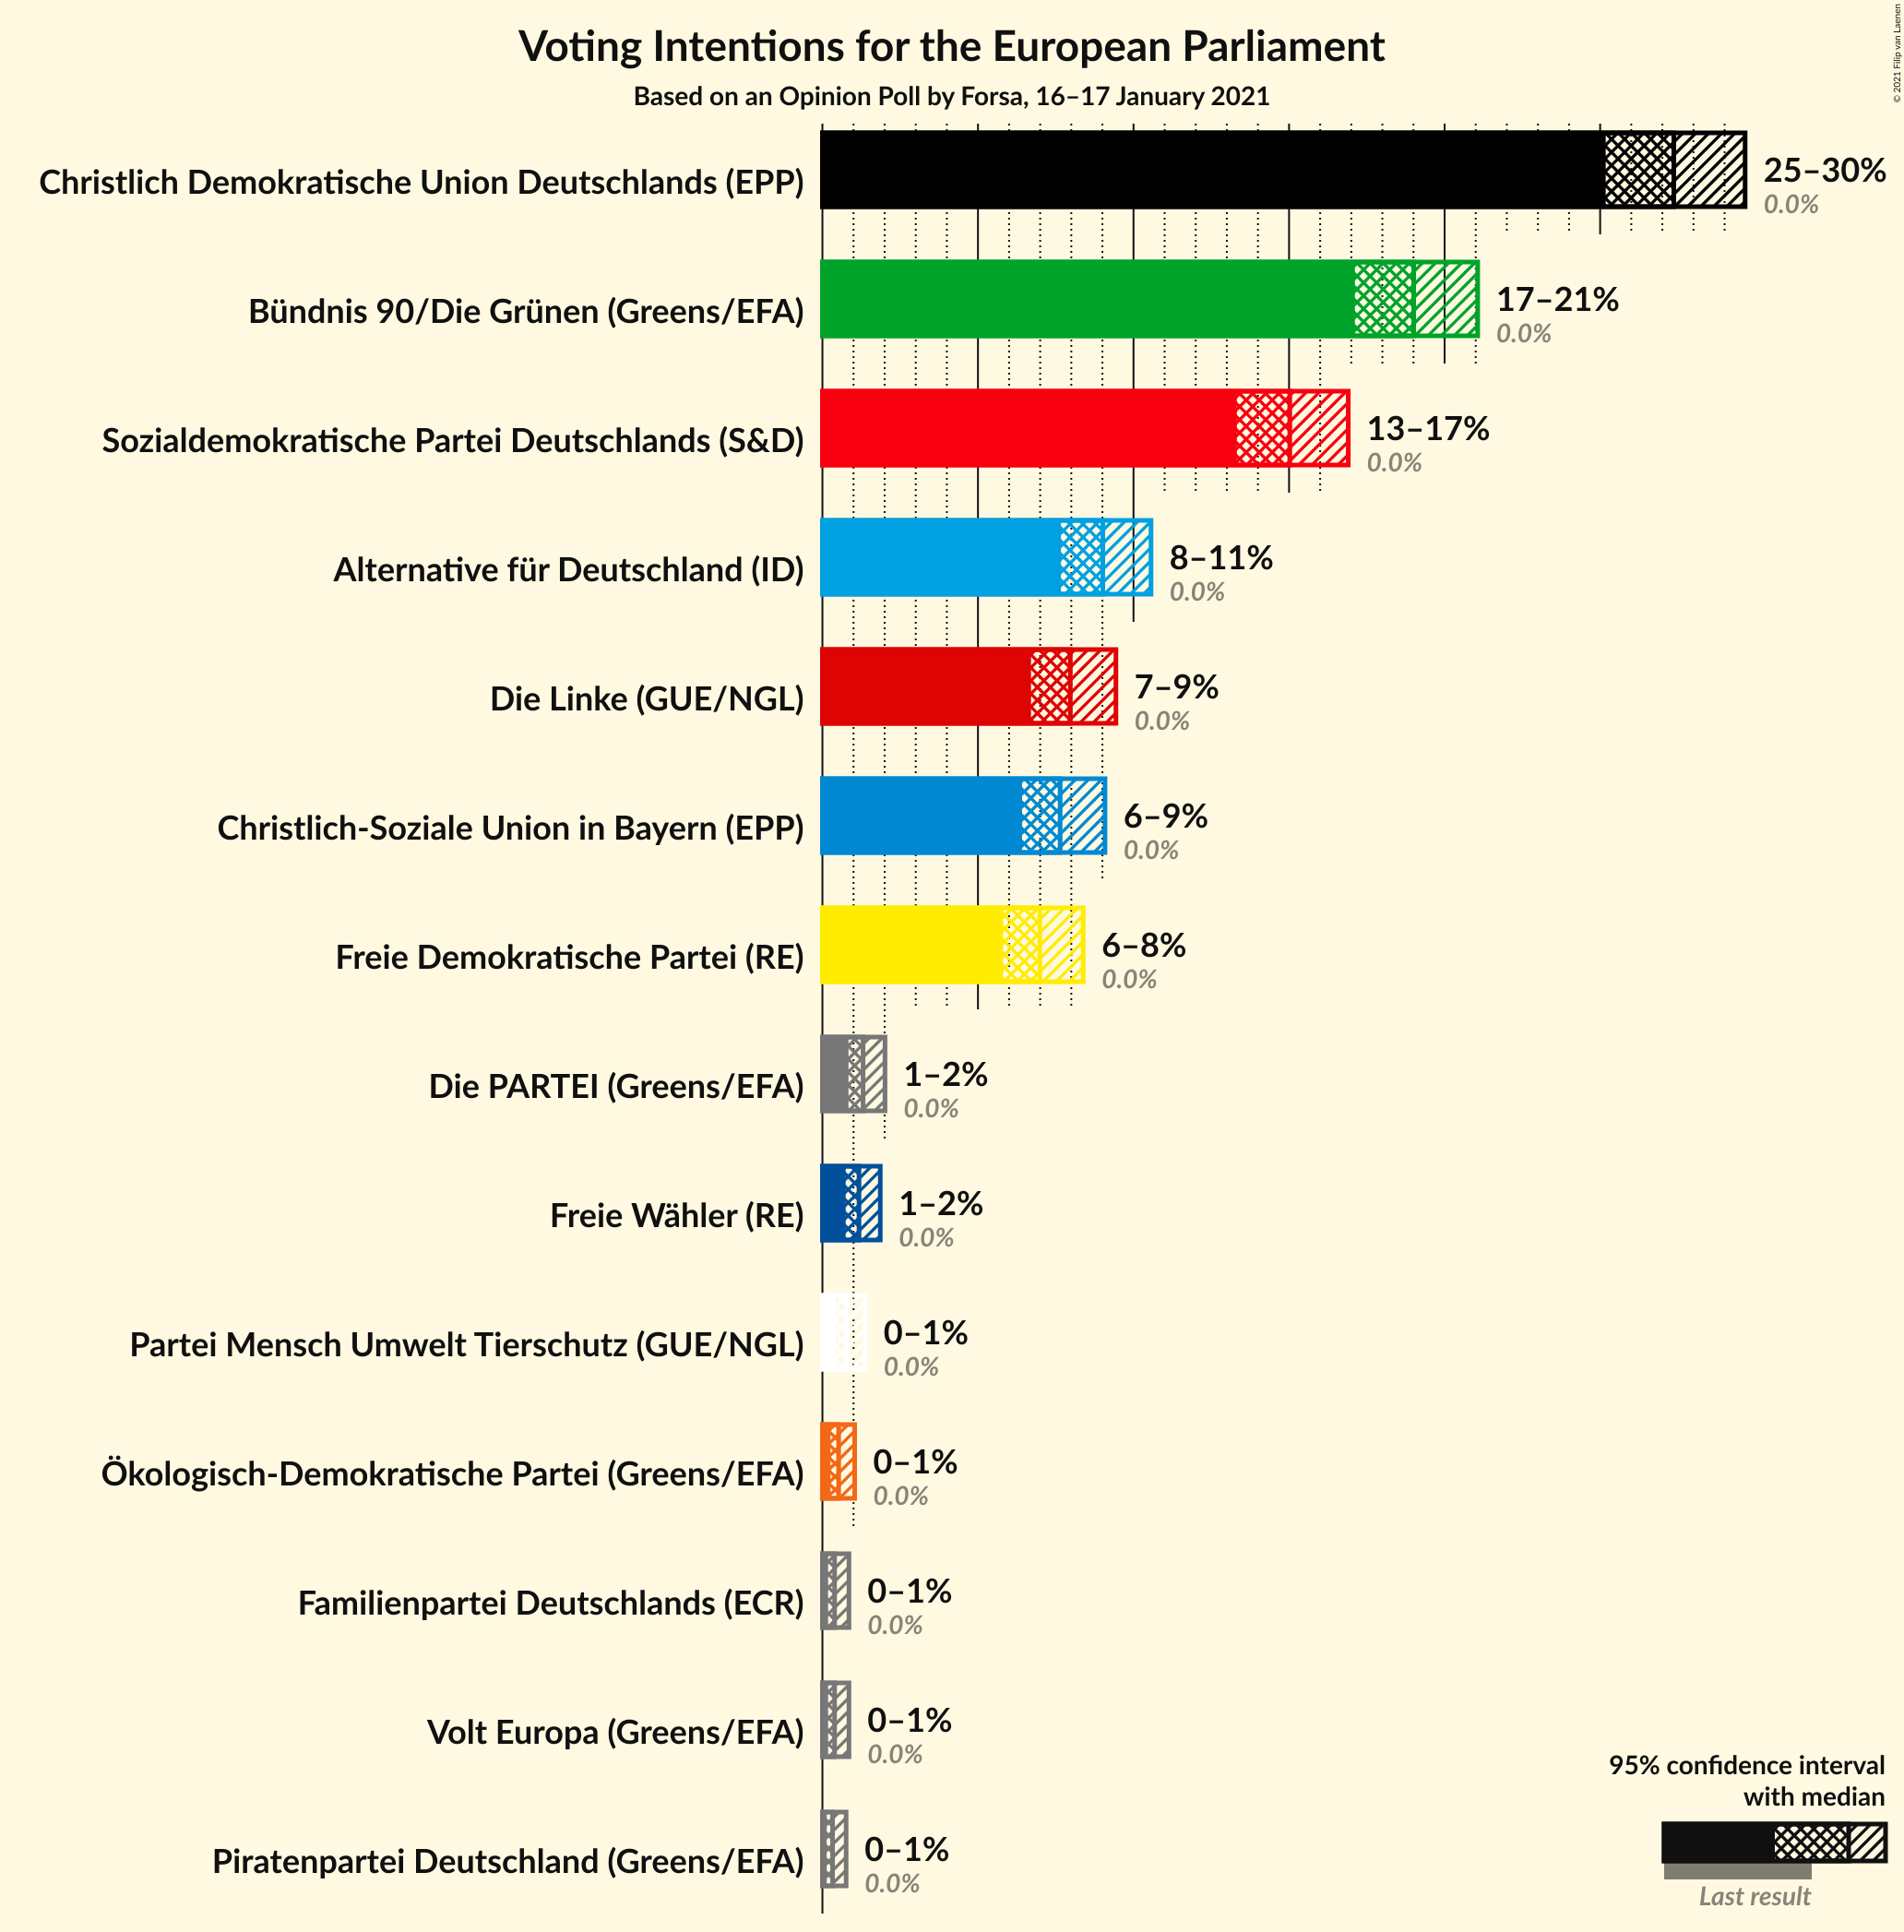 Voting Intentions for the European Parliament
Based on an Opinion Poll by Forsa, 16–17 January 2021
© 2021 Filip van Laenen
Christlich Demokratische Union Deutschlands (EPP)
25–30%
0.0%
Bündnis 90/Die Grünen (Greens/EFA)
17–21%
0.0%
Sozialdemokratische Partei Deutschlands (S&D)
13–17%
0.0%
Alternative für Deutschland (ID)
8–11%
0.0%
Die Linke (GUE/NGL)
7–9%
0.0%
Christlich-Soziale Union in Bayern (EPP)
6–9%
0.0%
Freie Demokratische Partei (RE)
6–8%
0.0%
Die PARTEI (Greens/EFA)
1–2%
0.0%
Freie Wähler (RE)
1–2%
0.0%
Partei Mensch Umwelt Tierschutz (GUE/NGL)
0–1%
0.0%
Ökologisch-Demokratische Partei (Greens/EFA)
0–1%
0.0%
Familienpartei Deutschlands (ECR)
0–1%
0.0%
Volt Europa (Greens/EFA)
0–1%
0.0%
Piratenpartei Deutschland (Greens/EFA)
0–1%
0.0%
95% confidence interval
with median
Last result